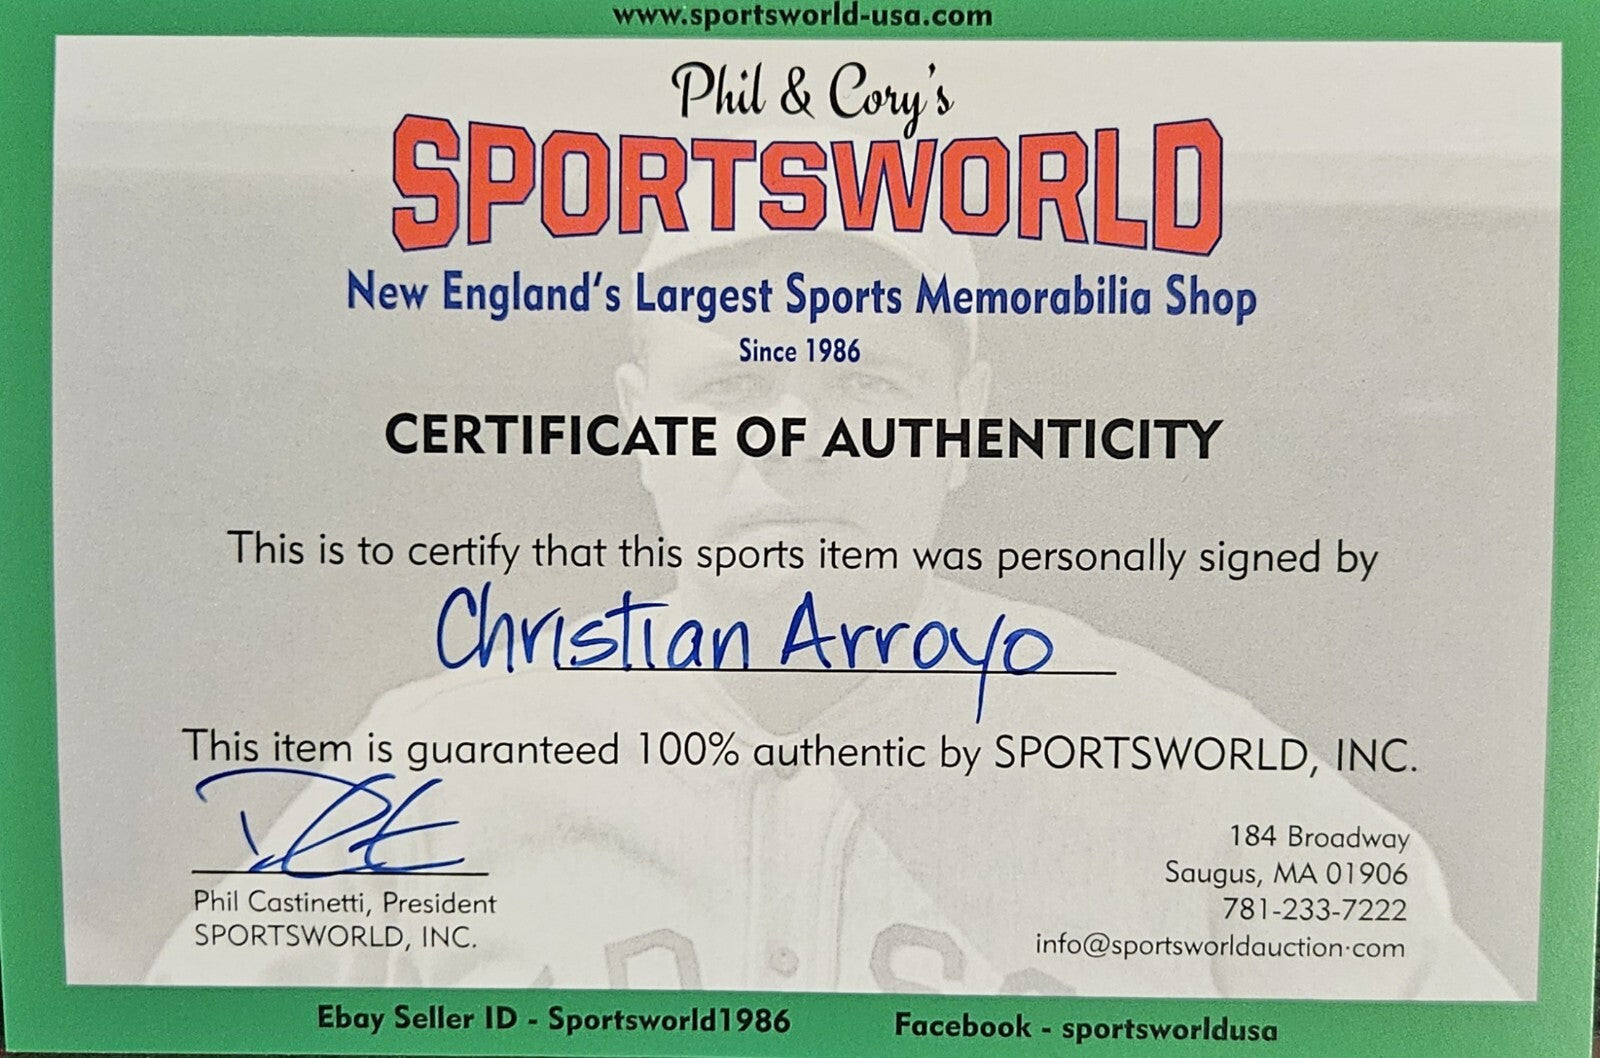 www.sportsworld-usa.com
Phil & Cory's
SPORTSWORLD
New England's Largest Sports Memorabilia Shop
Since 1986
CERTIFICATE OF AUTHENTICITY
This is to certify that this sports item was personally signed by
Christian Arroyo
This item is guaranteed 100% authentic by SPORTSWORLD, INC.
Phil Castinetti, President
SPORTSWORLD, INC.
184 Broadway
Saugus, MA 01906
781-233-7222
info@sportsworldauction·com
Ebay Seller ID - Sportsworld1986
Facebook - sportsworldusa